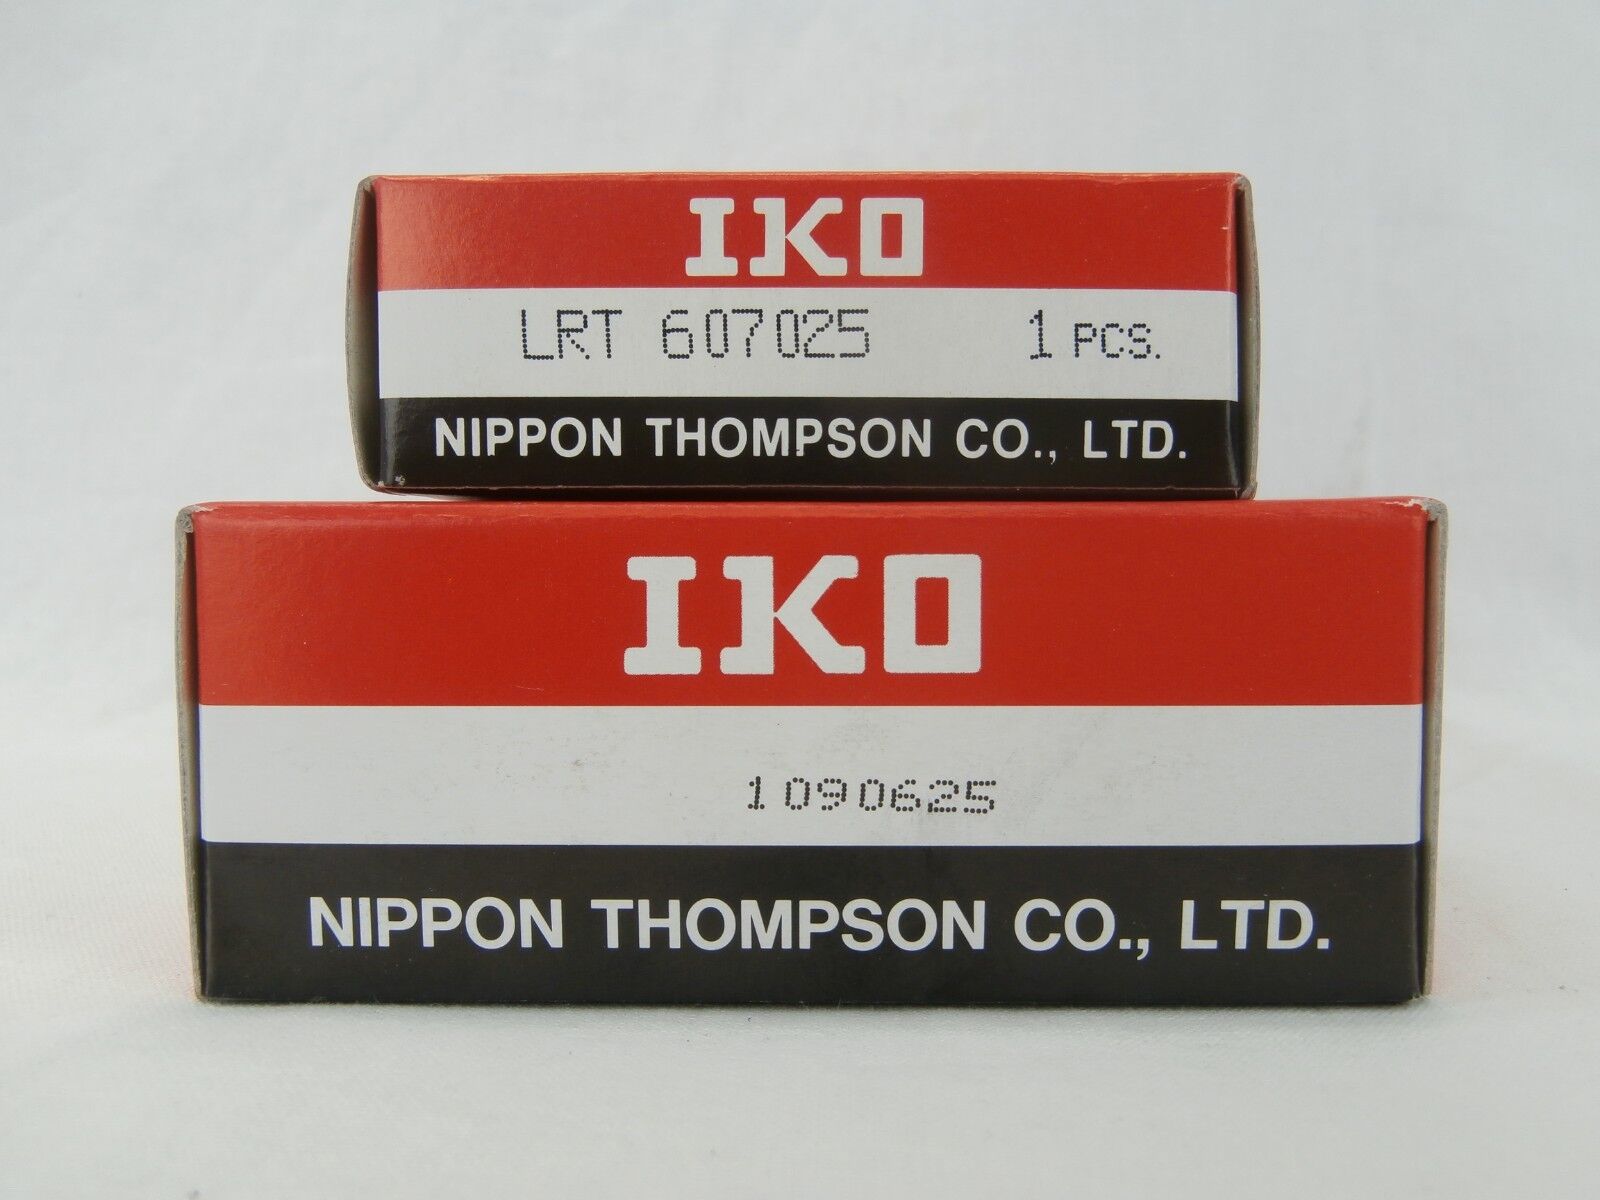 IKO
LRT 607025 1 PCS.
NIPPON THOMPSON CO., LTD.
IKO
1090625
NIPPON THOMPSON CO., LTD.